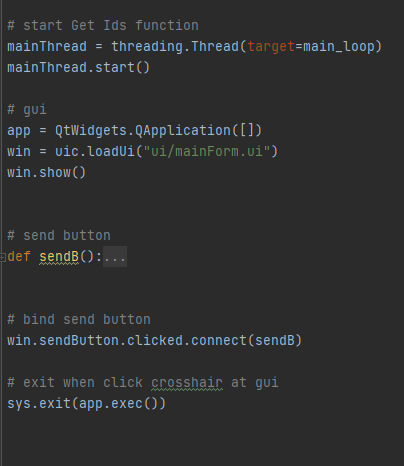 # start Get Ids function
mainThread = threading.Thread(target=main_loop)
mainThread.start()
# gui
app = QtWidgets.QApplication([])
win = uic.loadUi("ui/mainForm.ui")
win.show()
# send button
def sendB():...
# bind send button
win.sendButton.clicked.connect(sendB)
# exit when click crosshair at gui
sys.exit(app.exec())